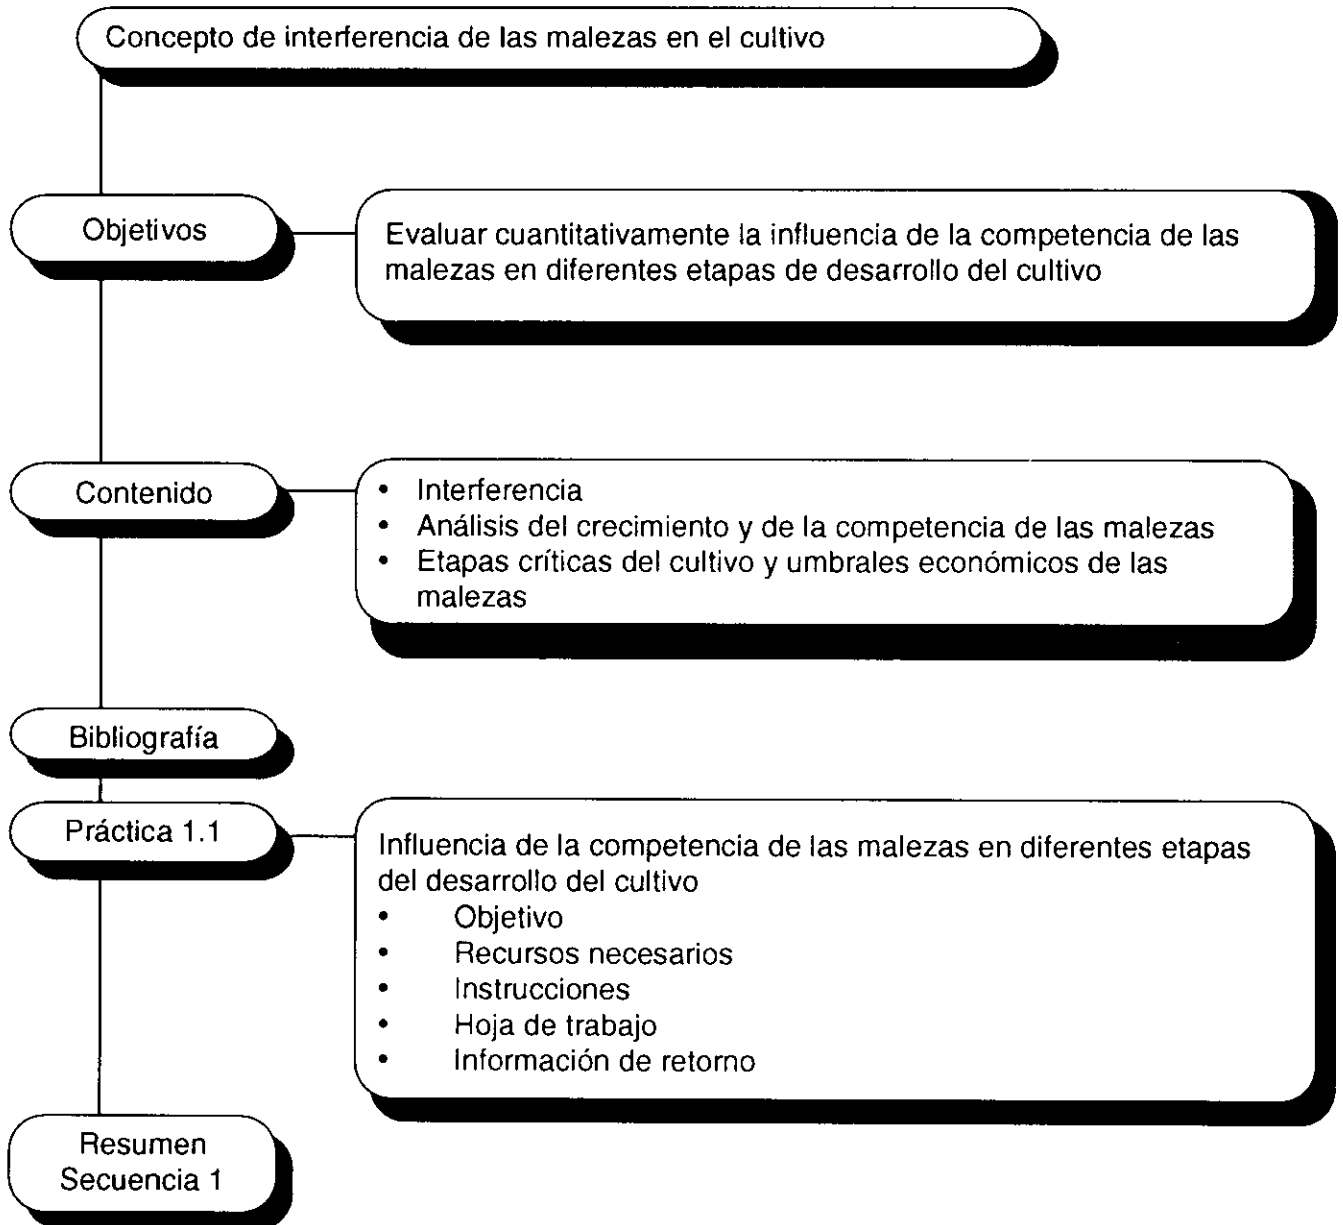 Concepto de interferencia de las malezas en el cultivo
Objetivos
Evaluar cuantitativamente la influencia de la competencia de las
malezas en diferentes etapas de desarrollo del cultivo
Contenido
• Interferencia
• Análisis del crecimiento y de la competencia de las malezas
• Etapas críticas del cultivo y umbrales económicos de las
malezas
Bibliografía
Práctica 1.1
Influencia de la competencia de las malezas en diferentes etapas
del desarrollo del cultivo
• Objetivo
• Recursos necesarios
• Instrucciones
• Hoja de trabajo
• Información de retorno
Resumen
Secuencia 1